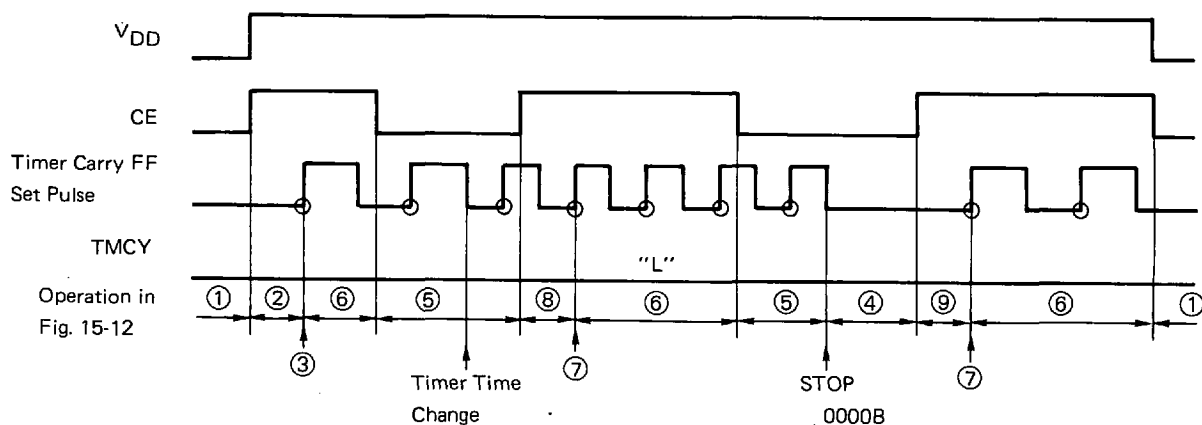 VDD
CE
Timer Carry FF
Set Pulse
TMCY
"L"
Operation in
Fig. 15-12
① ② ⑥ ⑤ ⑧ ⑥ ⑤ ④ ⑨ ⑥ ①
③ ⑦ ⑦
Timer Time
Change
STOP
0000B